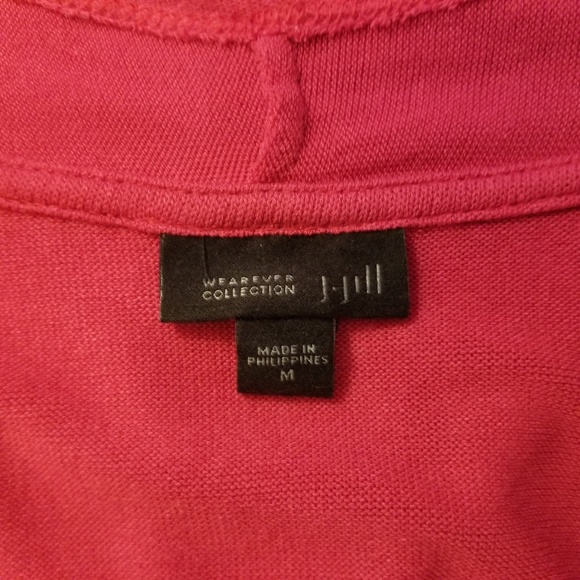 WEAREVER
COLLECTION
J.Jill
MADE IN
PHILIPPINES
M